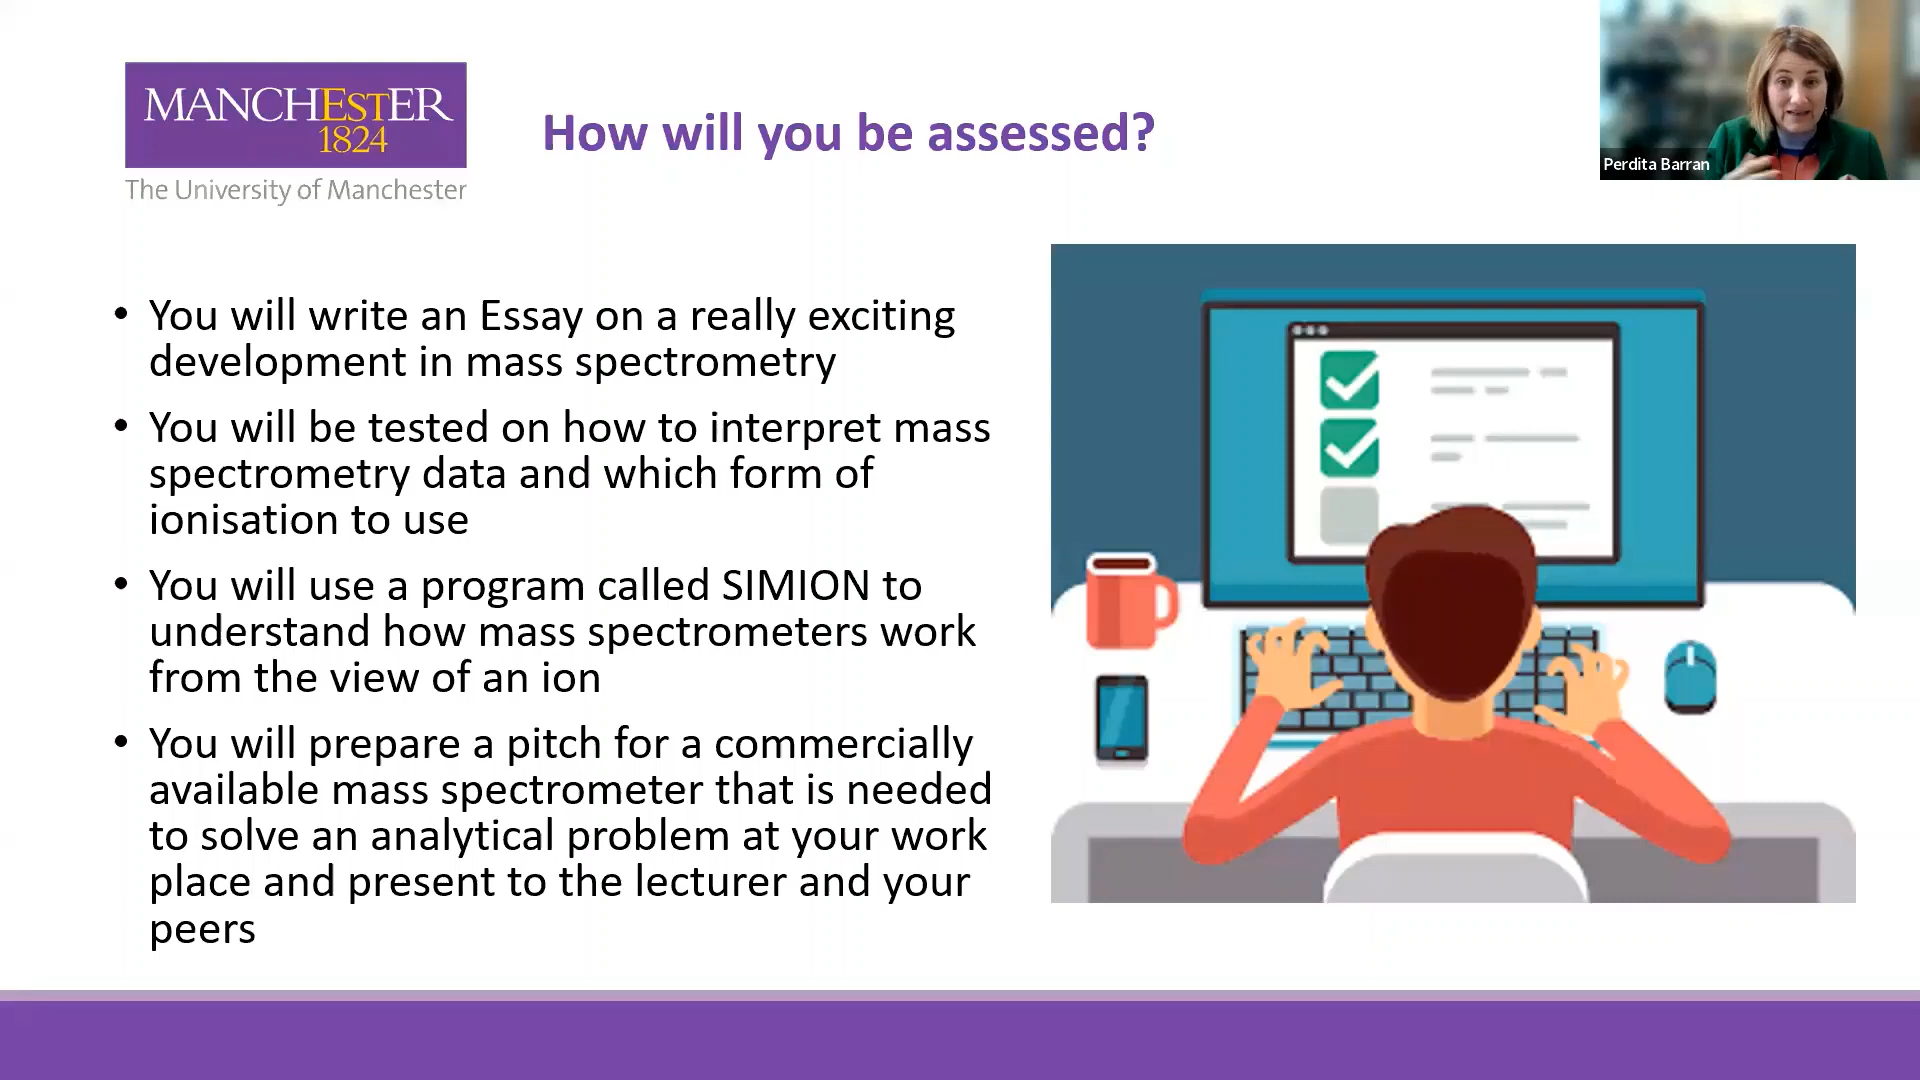 MANCHESTER
1824
The University of Manchester
How will you be assessed?
Perdita Barran
• You will write an Essay on a really exciting
development in mass spectrometry
• You will be tested on how to interpret mass
spectrometry data and which form of
ionisation to use
• You will use a program called SIMION to
understand how mass spectrometers work
from the view of an ion
• You will prepare a pitch for a commercially
available mass spectrometer that is needed
to solve an analytical problem at your work
place and present to the lecturer and your
peers